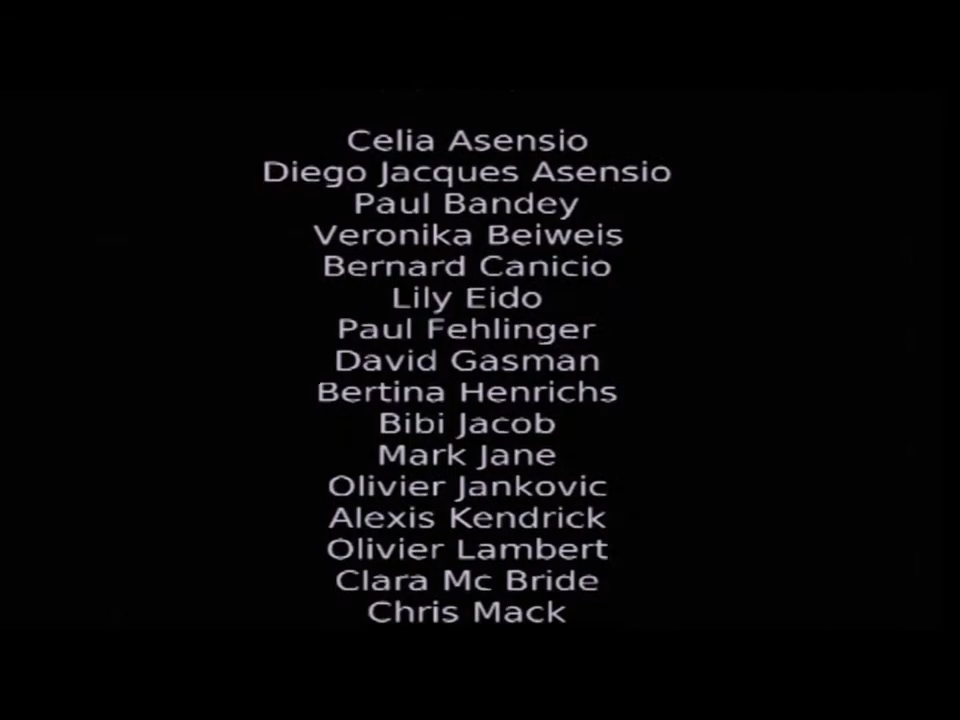 Celia Asensio
Diego Jacques Asensio
Paul Bandey
Veronika Beiweis
Bernard Canicio
Lily Eido
Paul Fehlinger
David Gasman
Bertina Henrichs
Bibi Jacob
Mark Jane
Olivier Jankovic
Alexis Kendrick
Olivier Lambert
Clara Mc Bride
Chris Mack